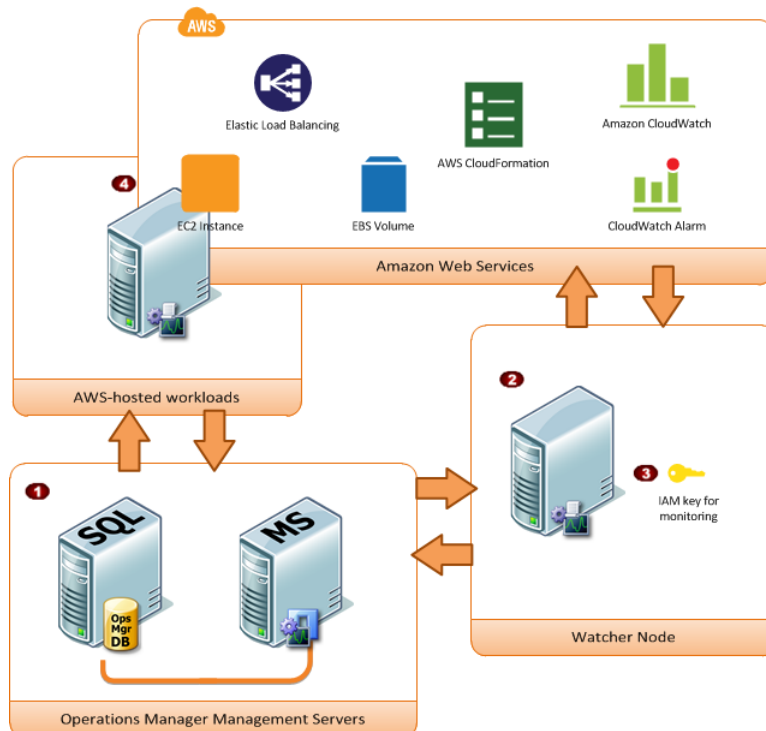 AWS
Elastic Load Balancing
AWS CloudFormation
Amazon CloudWatch
4
EC2 Instance
EBS Volume
CloudWatch Alarm
Amazon Web Services
AWS-hosted workloads
2
3
IAM key for
monitoring
Watcher Node
1
SQL
MS
Ops
Mgr
DB
Operations Manager Management Servers